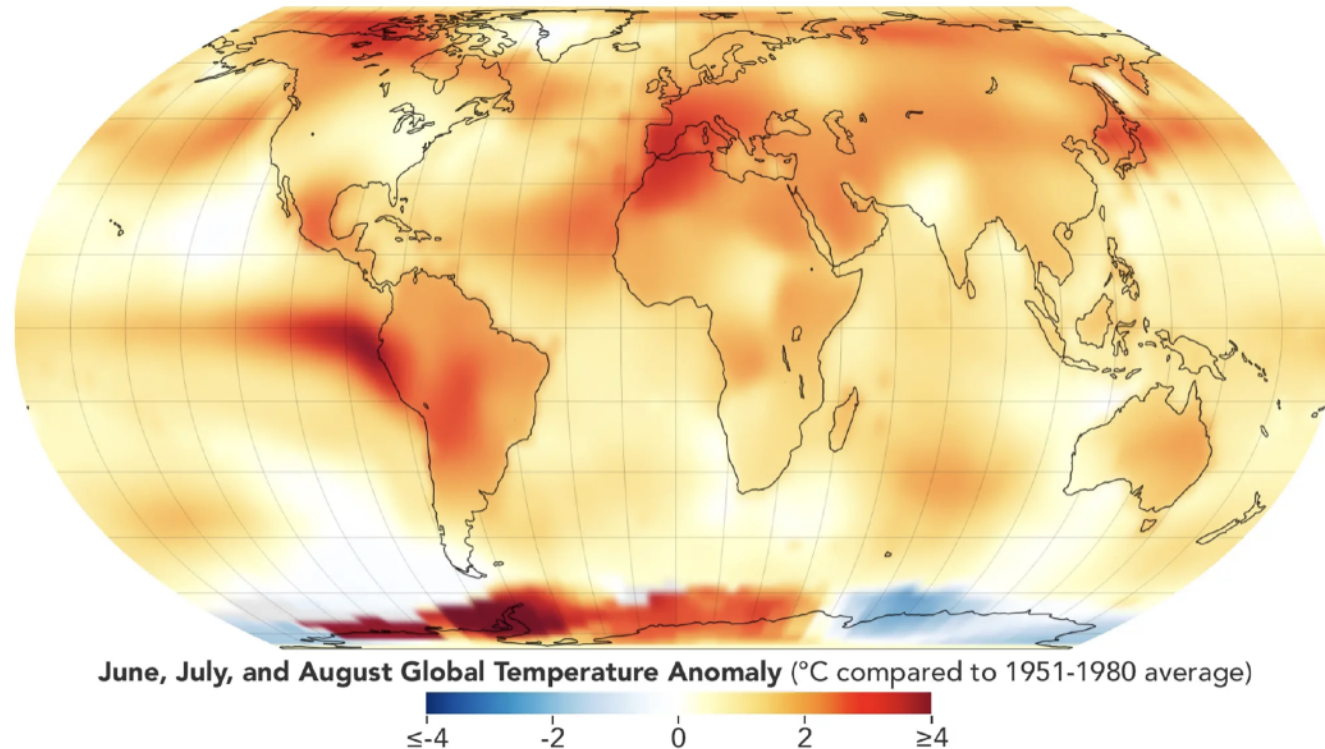 June, July, and August Global Temperature Anomaly (°C compared to 1951-1980 average)
≤-4 -2 0 2 ≥4